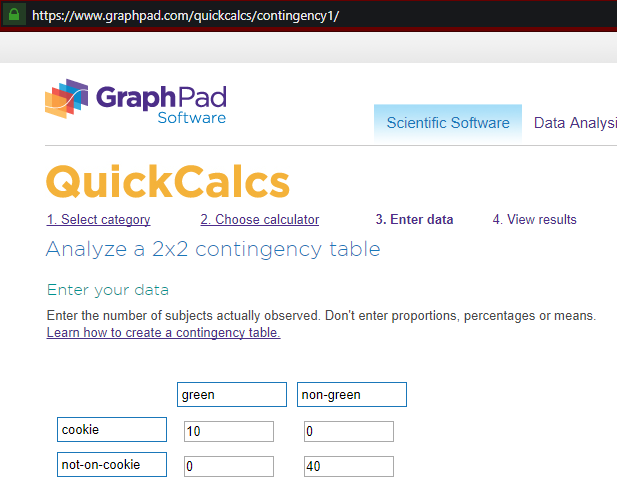 https://www.graphpad.com/quickcalcs/contingency1/
GraphPad
Software
Scientific Software Data Analysi
QuickCalcs
1. Select category 2. Choose calculator 3. Enter data 4. View results
Analyze a 2x2 contingency table
Enter your data
Enter the number of subjects actually observed. Don't enter proportions, percentages or means.
Learn how to create a contingency table.
green non-green
cookie 10 0
not-on-cookie 0 40